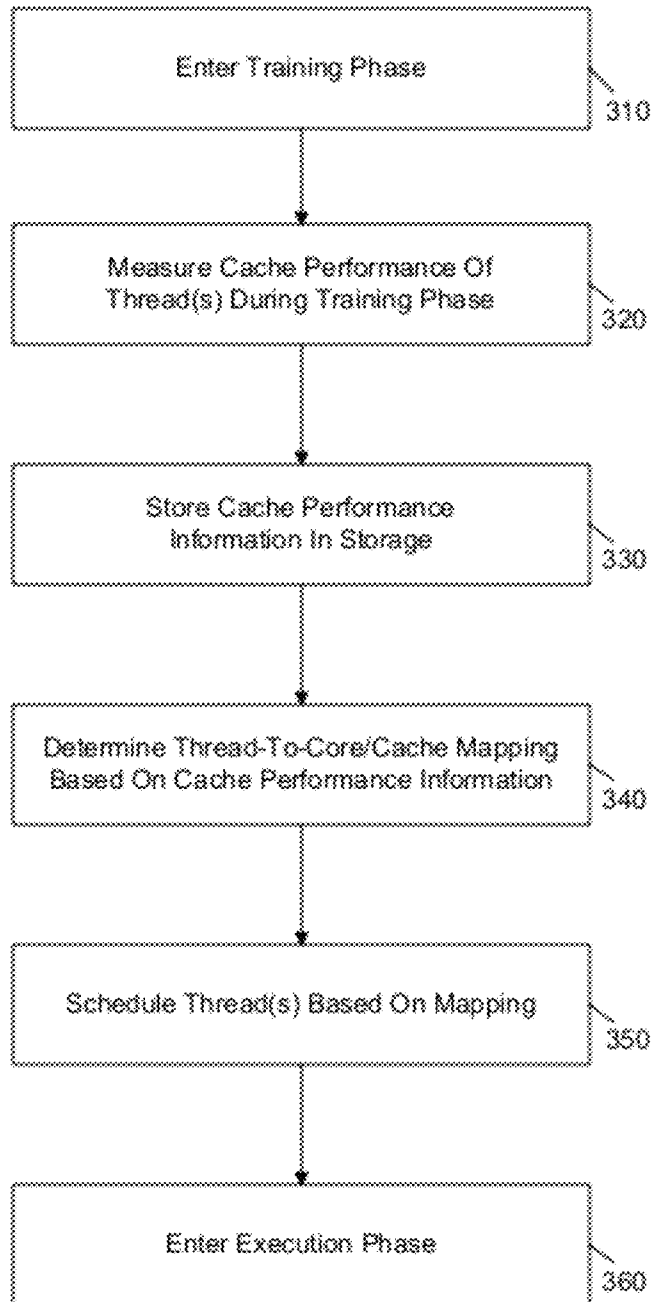 Enter Training Phase
310
Measure Cache Performance Of
Thread(s) During Training Phase
320
Store Cache Performance
Information In Storage
330
Determine Thread-To-Core/Cache Mapping
Based On Cache Performance Information
340
Schedule Thread(s) Based On Mapping
350
Enter Execution Phase
360